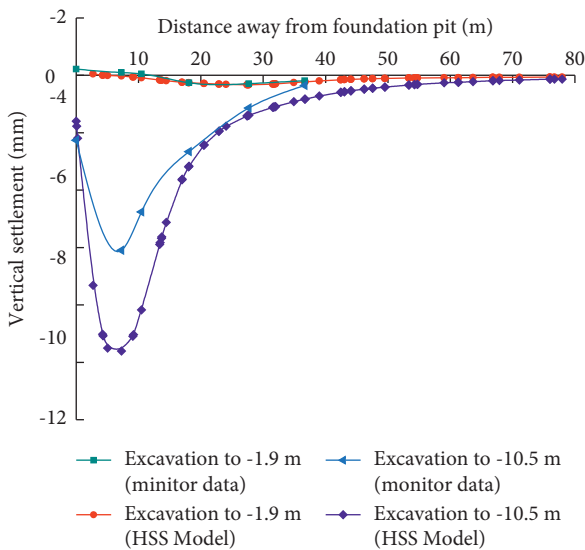 Distance away from foundation pit (m)
-2
0
10 20 30 40 50 60 70 80
-4
-6
-8
-10
-12
Vertical settlement (mm)
Excavation to -1.9 m
(minitor data)
Excavation to -10.5 m
(monitor data)
Excavation to -1.9 m
(HSS Model)
Excavation to -10.5 m
(HSS Model)